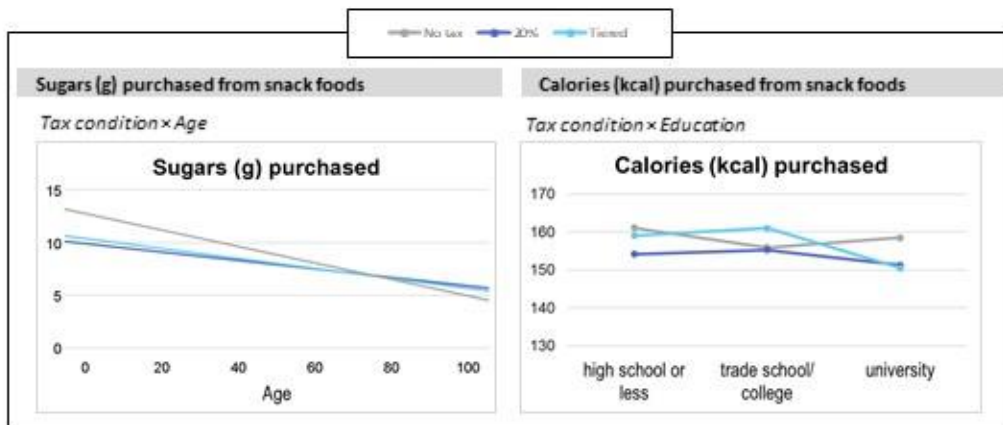 No tax 20% Tiered
Sugars (g) purchased from snack foods
Tax condition × Age
Sugars (g) purchased
15
10
5
0
0 20 40 60 80 100
Age
Calories (kcal) purchased from snack foods
Tax condition × Education
Calories (kcal) purchased
170
160
150
140
130
high school or less
trade school/ college
university